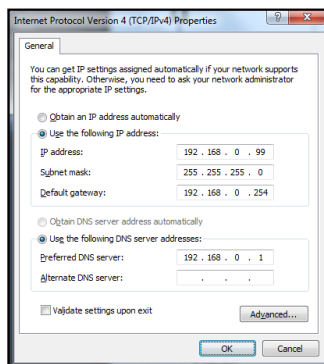 Internet Protocol Version 4 (TCP/IPv4) Properties
General
You can get IP settings assigned automatically if your network supports
this capability. Otherwise, you need to ask your network administrator
for the appropriate IP settings.
Obtain an IP address automatically
Use the following IP address:
IP address: 192 . 168 . 0 . 99
Subnet mask: 255 . 255 . 255 . 0
Default gateway: 192 . 168 . 0 . 254
Obtain DNS server address automatically
Use the following DNS server addresses:
Preferred DNS server: 192 . 168 . 0 . 1
Alternate DNS server: . . .
Validate settings upon exit
Advanced...
OK Cancel